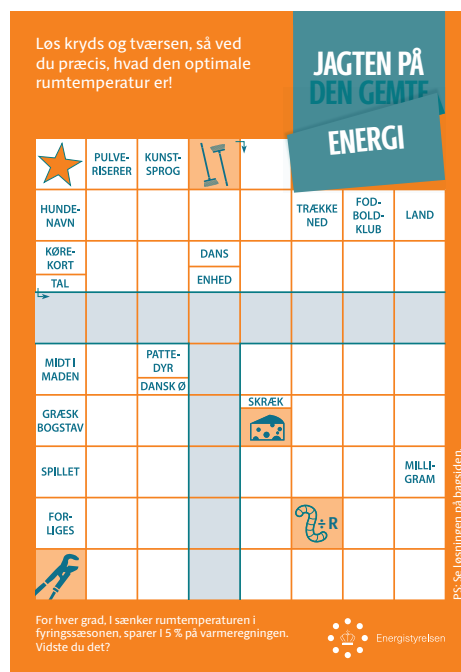 Løs kryds og tværsen, så ved
du præcis, hvad den optimale
rumtemperatur er!
JAGTEN PÅ
DEN GEMTE
ENERGI
PULVE-
RISERER
KUNST-
SPROG
HUNDE-
NAVN
TRÆKKE
NED
FOD-
BOLD-
KLUB
LAND
KØRE-
KORT
TAL
DANS
ENHED
MIDT I
MADEN
PATTE-
DYR
DANSK Ø
GRÆSK
BOGSTAV
SKRÆK
SPILLET
MILLI-
GRAM
FOR-
LIGES
÷R
PS: Se løsningen på bagsiden
For hver grad, I sænker rumtemperaturen i
fyringssæsonen, sparer I 5 % på varmeregningen.
Vidste du det?
Energistyrelsen